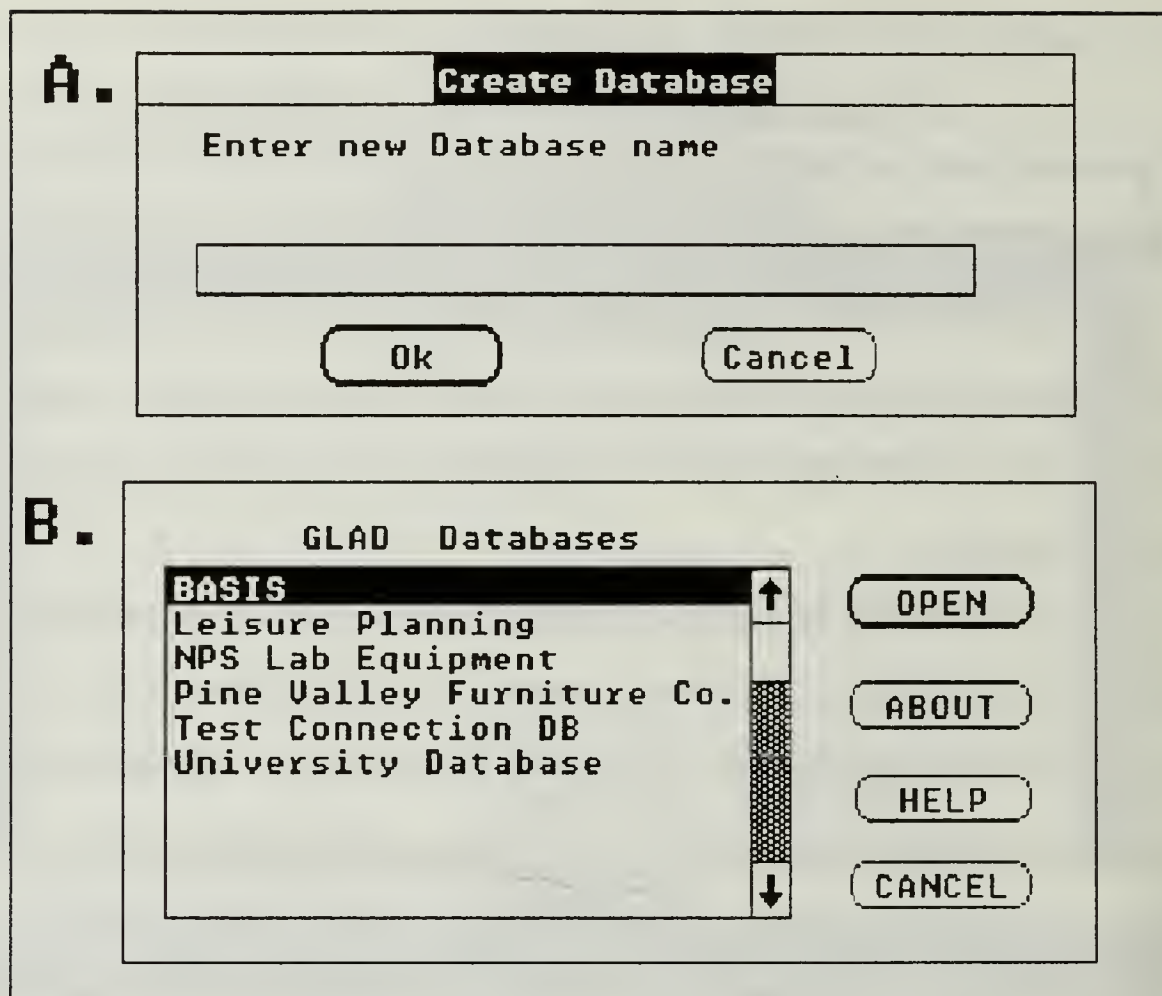 A.
Create Database
Enter new Database name
Ok Cancel
B.
GLAD Databases
BASIS
Leisure Planning
NPS Lab Equipment
Pine Valley Furniture Co.
Test Connection DB
University Database
OPEN
ABOUT
HELP
CANCEL